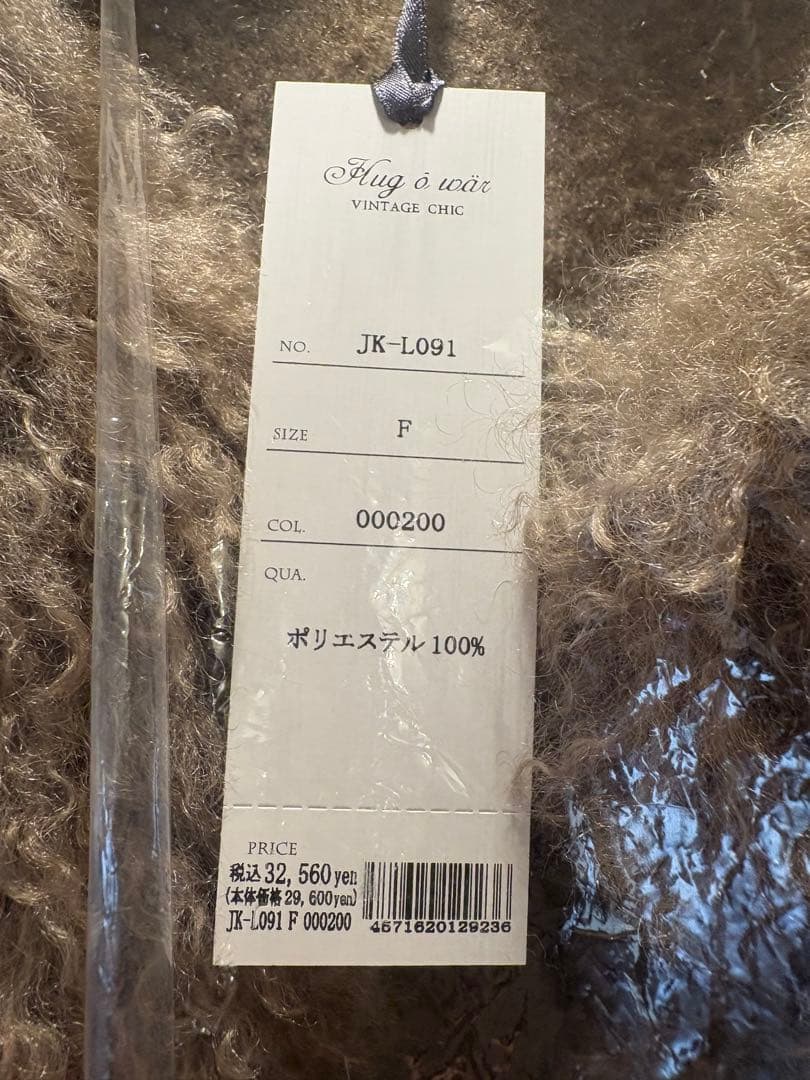 Hug ō wär
VINTAGE CHIC
NO. JK-L091
SIZE F
COL. 000200
QUA.
ポリエステル100%
PRICE
税込32,560yen
(本体価格29,600yen)
JK-L091 F 000200
4571620129236